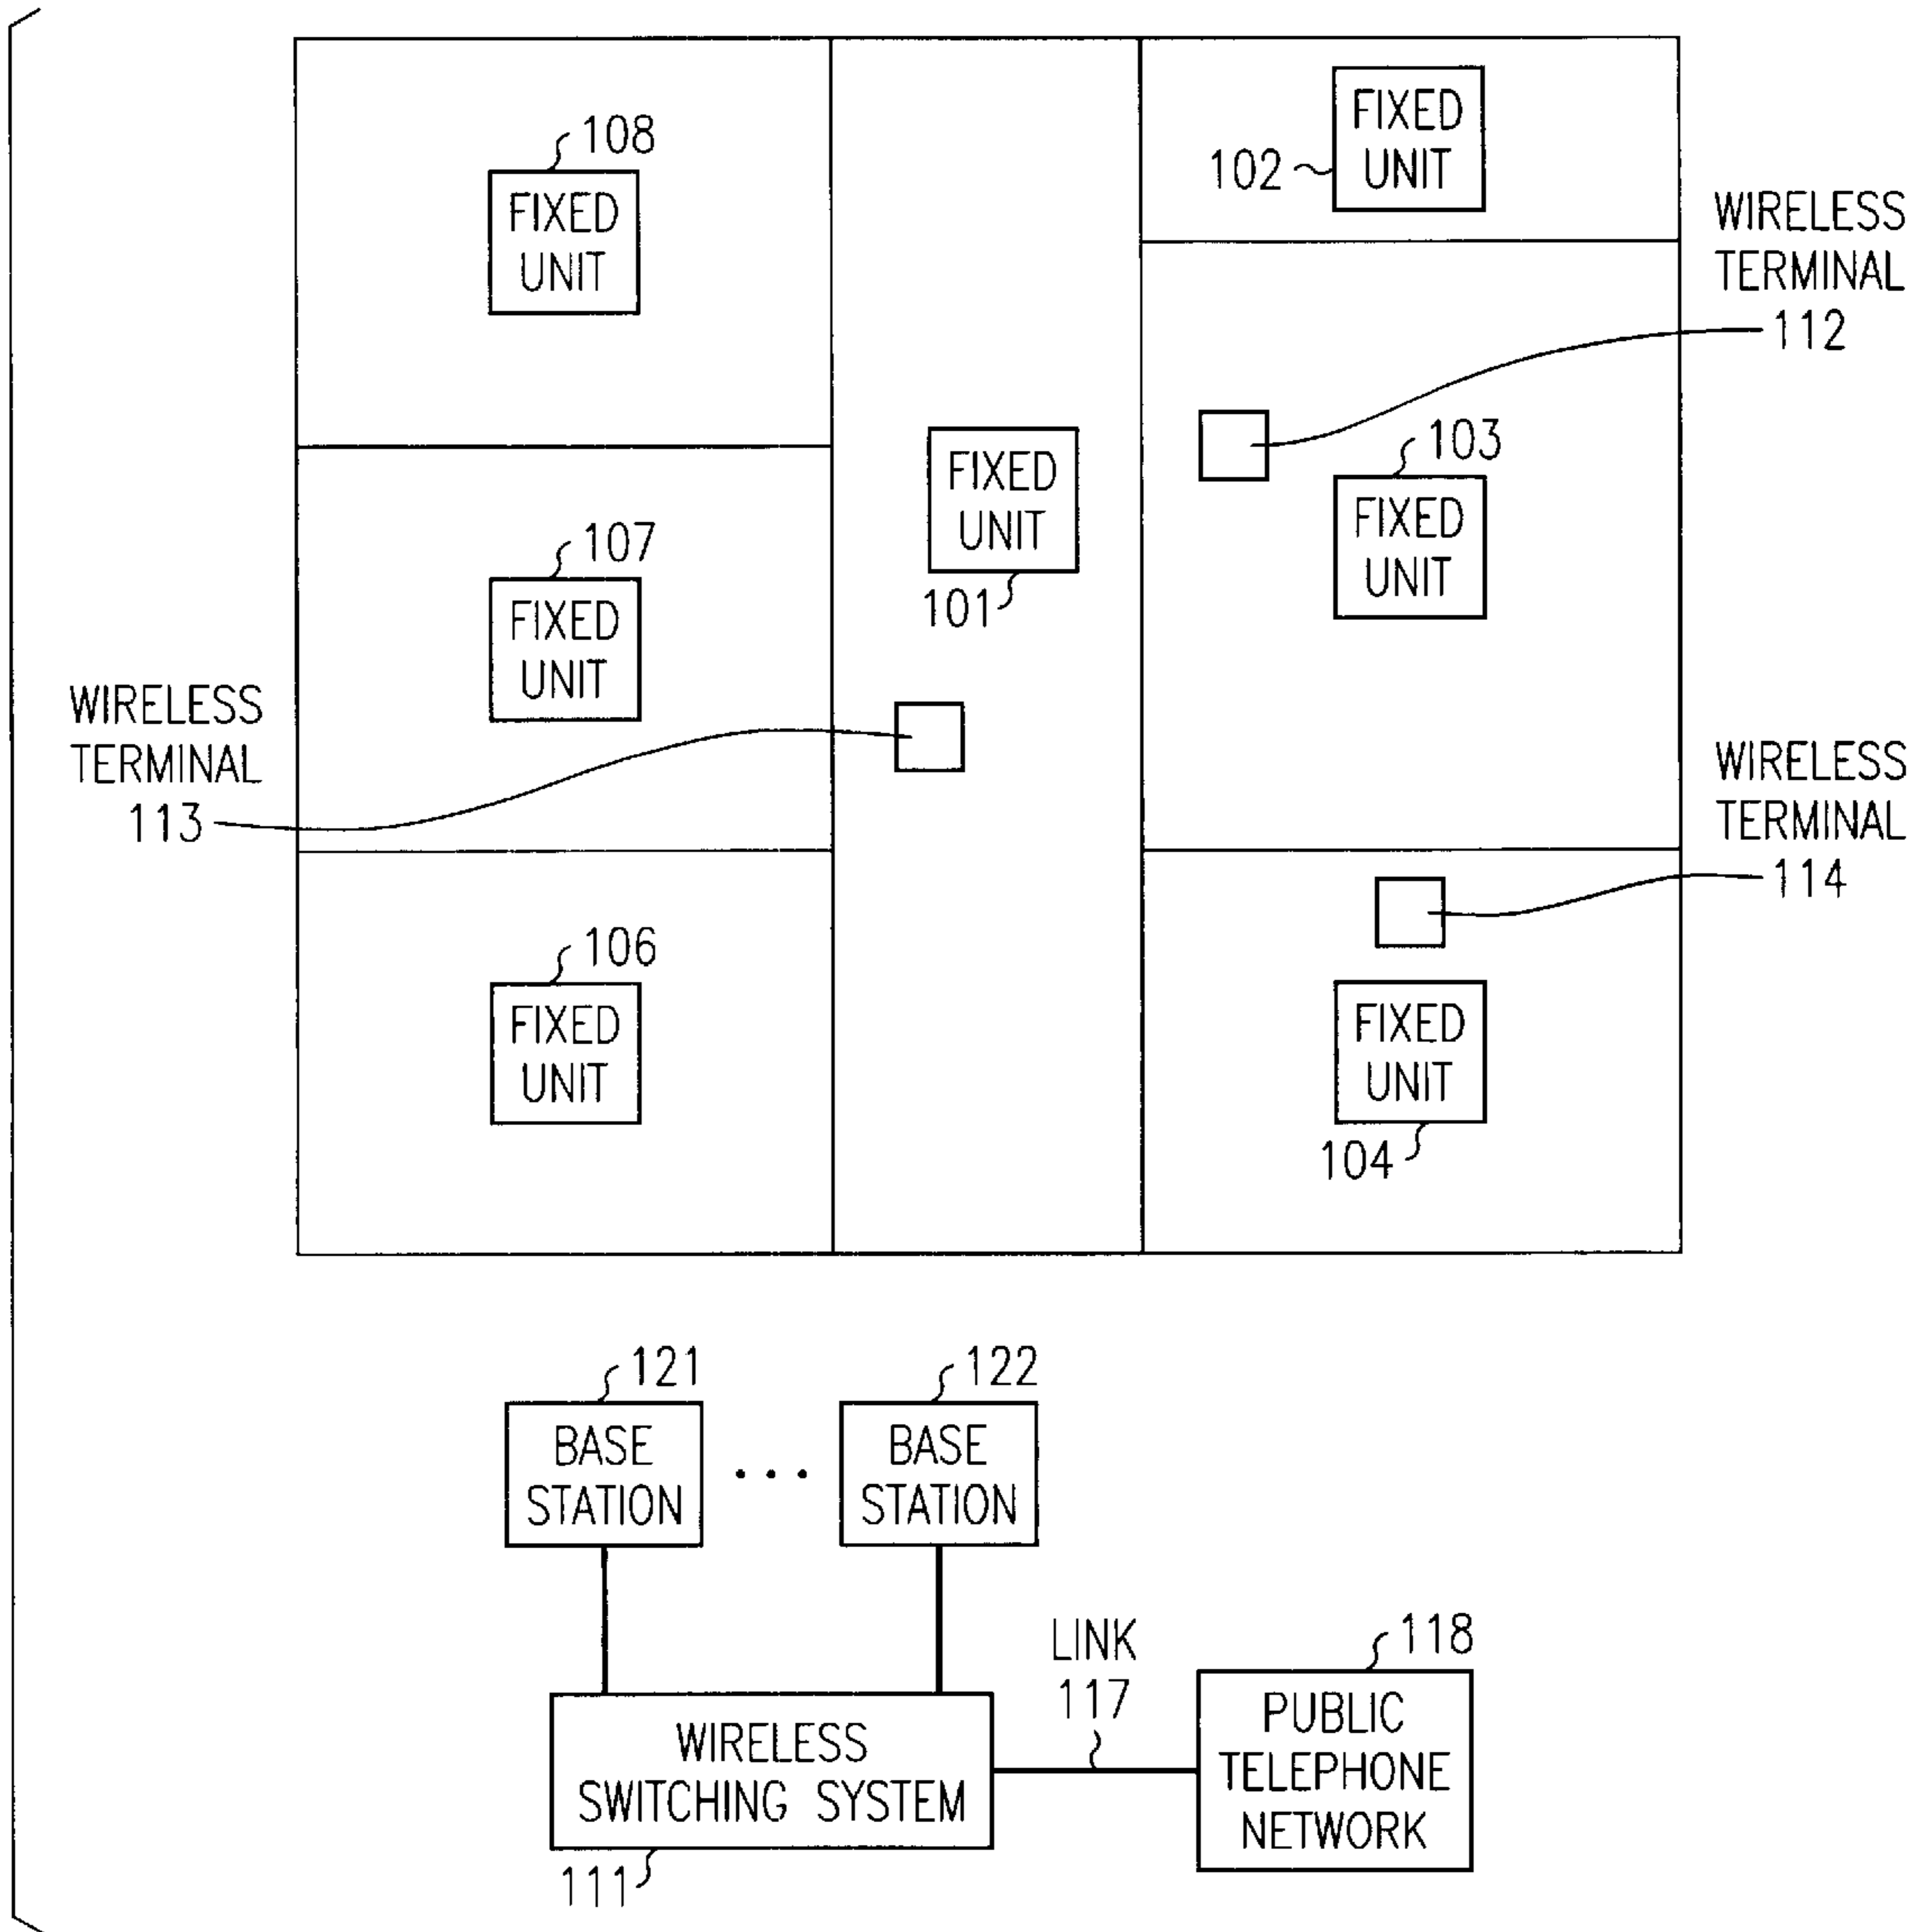 108
FIXED
UNIT
102
FIXED
UNIT
WIRELESS
TERMINAL
112
107
FIXED
UNIT
FIXED
UNIT
101
103
FIXED
UNIT
WIRELESS
TERMINAL
113
WIRELESS
TERMINAL
114
106
FIXED
UNIT
FIXED
UNIT
104
121
BASE
STATION
...
122
BASE
STATION
LINK
117
118
WIRELESS
SWITCHING SYSTEM
111
PUBLIC
TELEPHONE
NETWORK